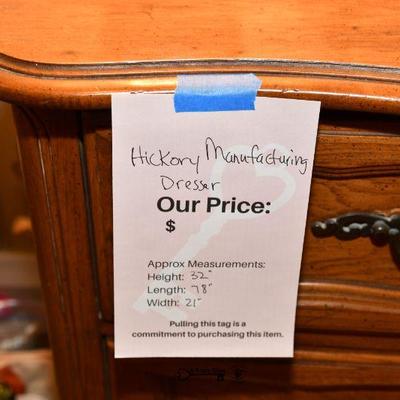 Hickory Manufacturing
Dresser
Our Price:
$
Approx Measurements:
Height: 32"
Length: 78"
Width: 21"
Pulling this tag is a
commitment to purchasing this item.